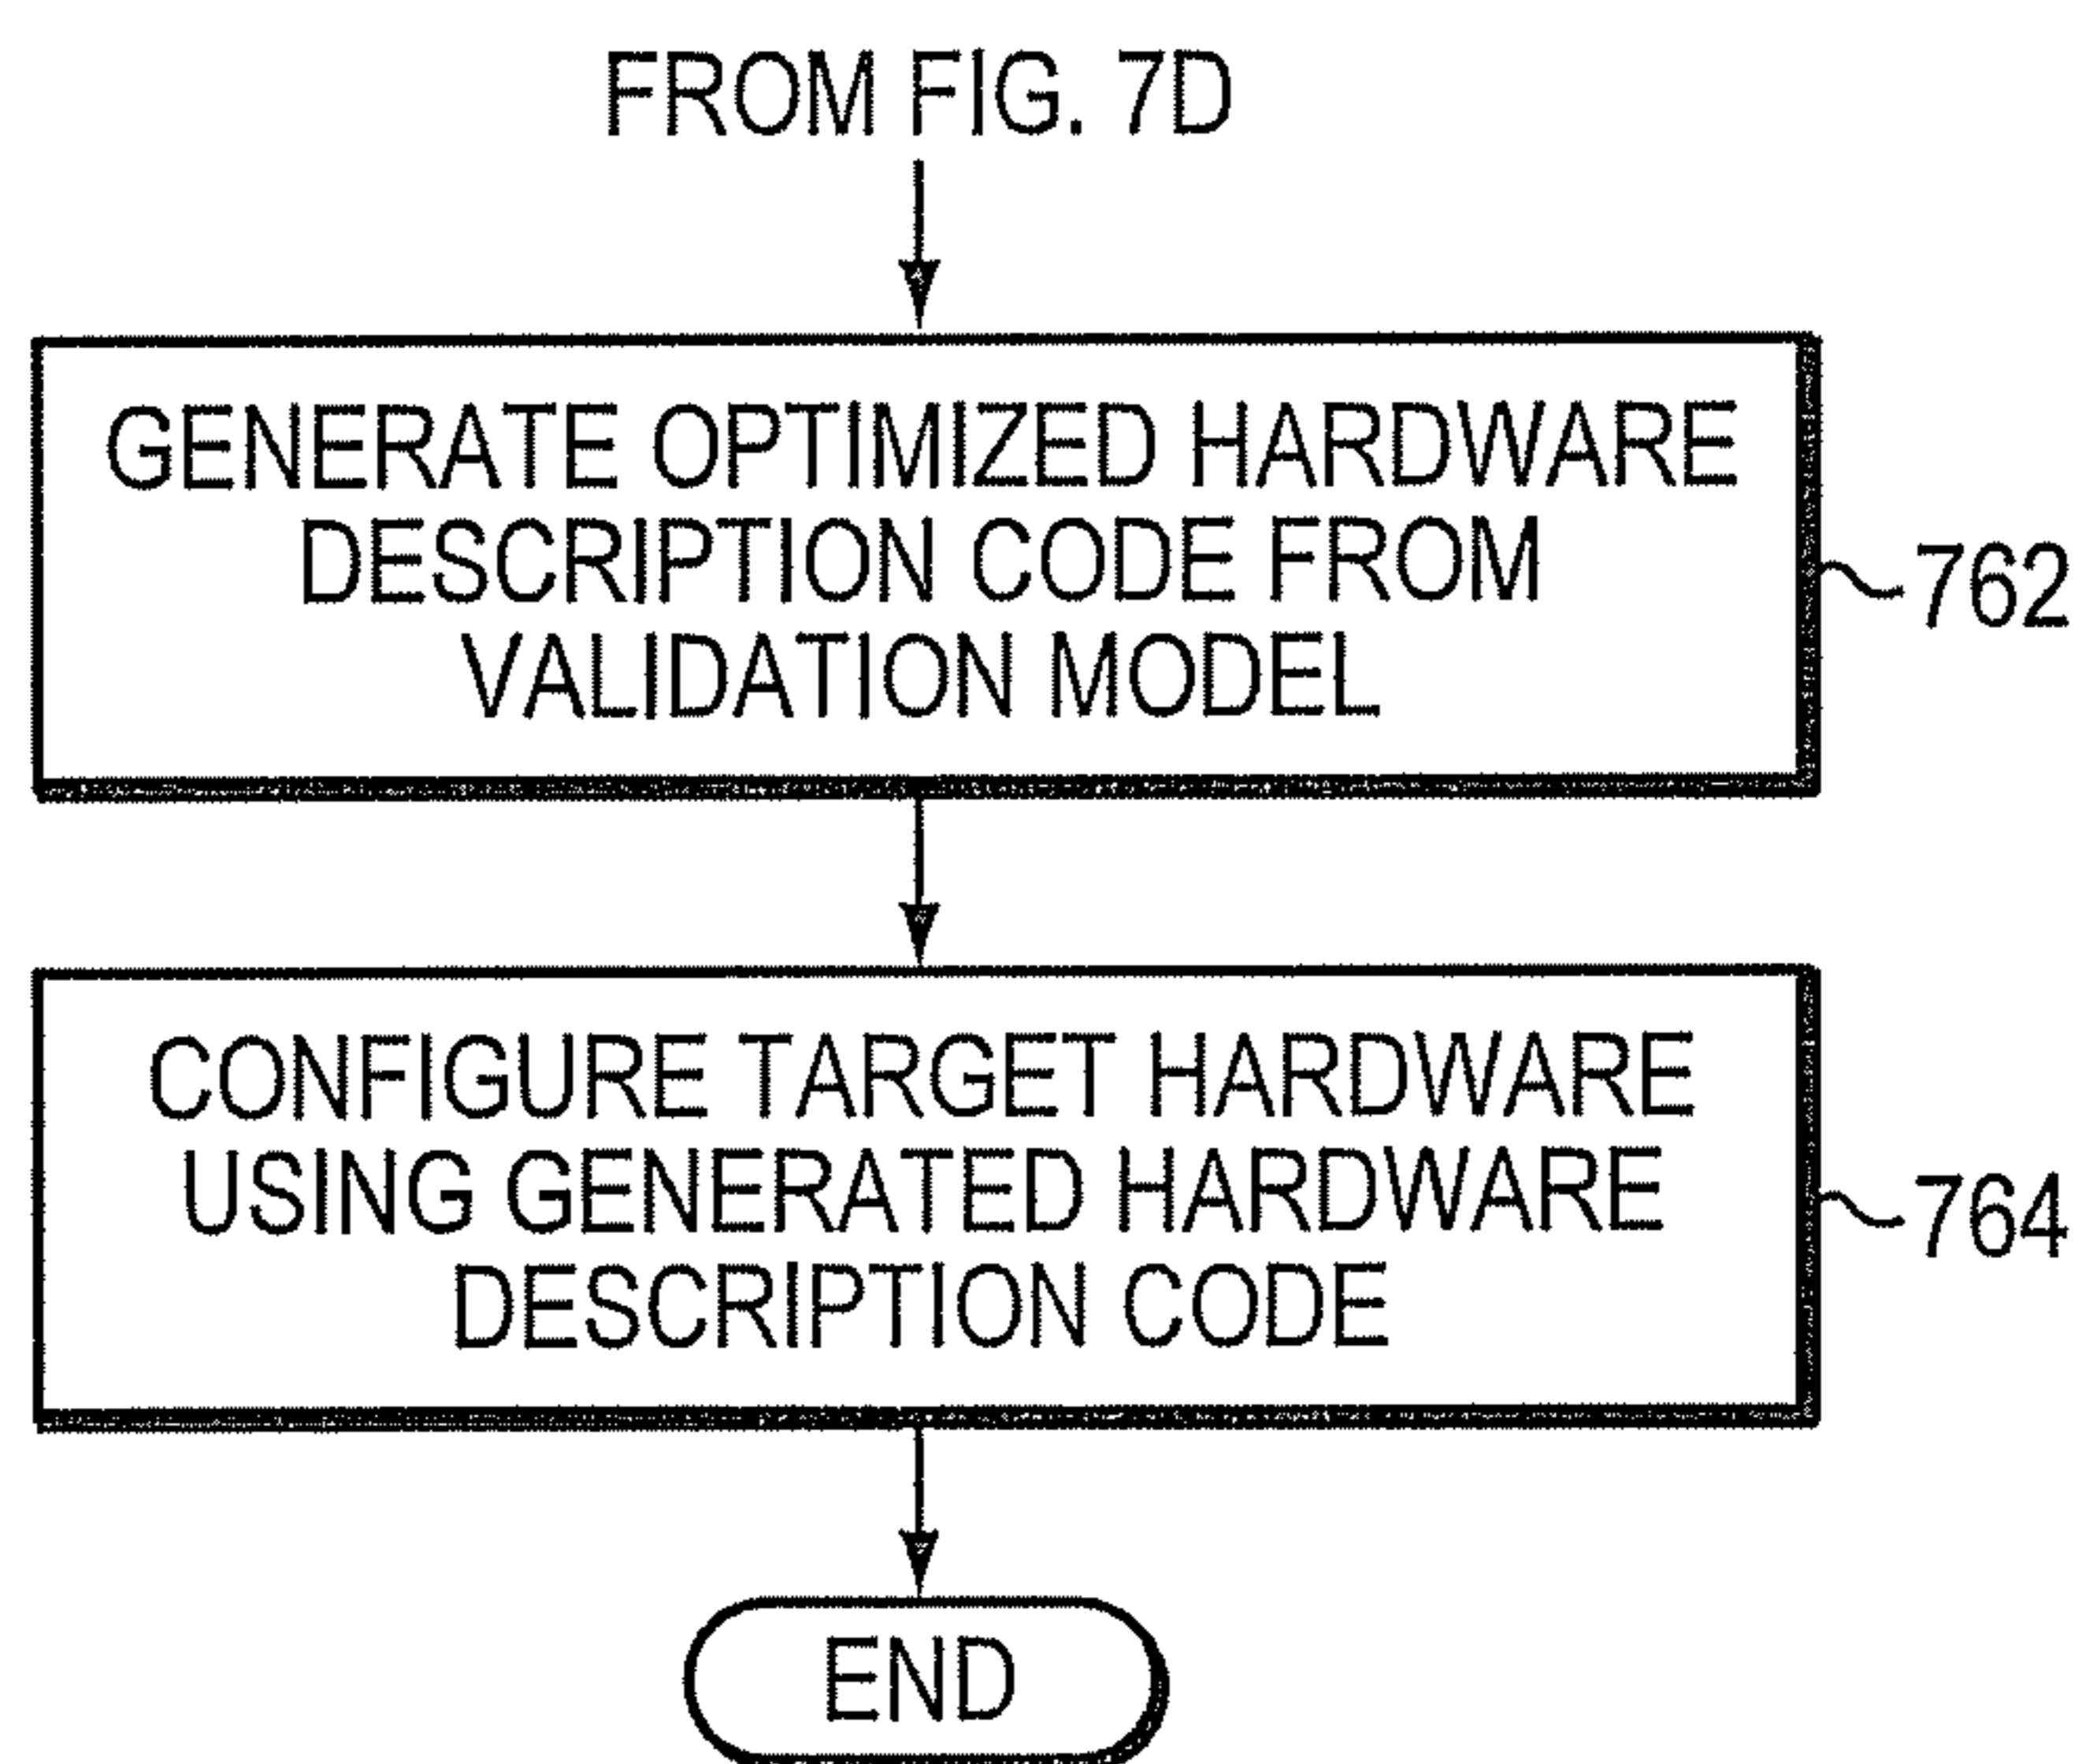 FROM FIG. 7D
GENERATE OPTIMIZED HARDWARE
DESCRIPTION CODE FROM
VALIDATION MODEL
762
CONFIGURE TARGET HARDWARE
USING GENERATED HARDWARE
DESCRIPTION CODE
764
END